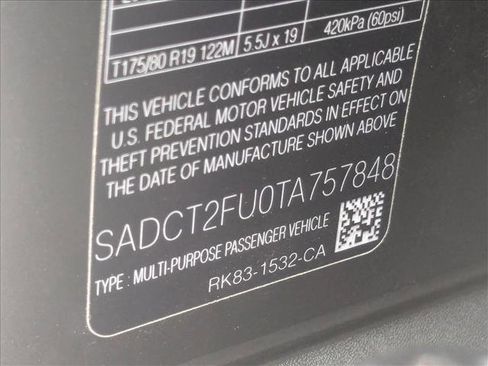 T175/80 R19 122M 5.5J x 19 420kPa (60psi)
THIS VEHICLE CONFORMS TO ALL APPLICABLE
U.S. FEDERAL MOTOR VEHICLE SAFETY AND
THEFT PREVENTION STANDARDS IN EFFECT ON
THE DATE OF MANUFACTURE SHOWN ABOVE
SADCT2FU0TA757848
TYPE : MULTI-PURPOSE PASSENGER VEHICLE
RK83-1532-CA